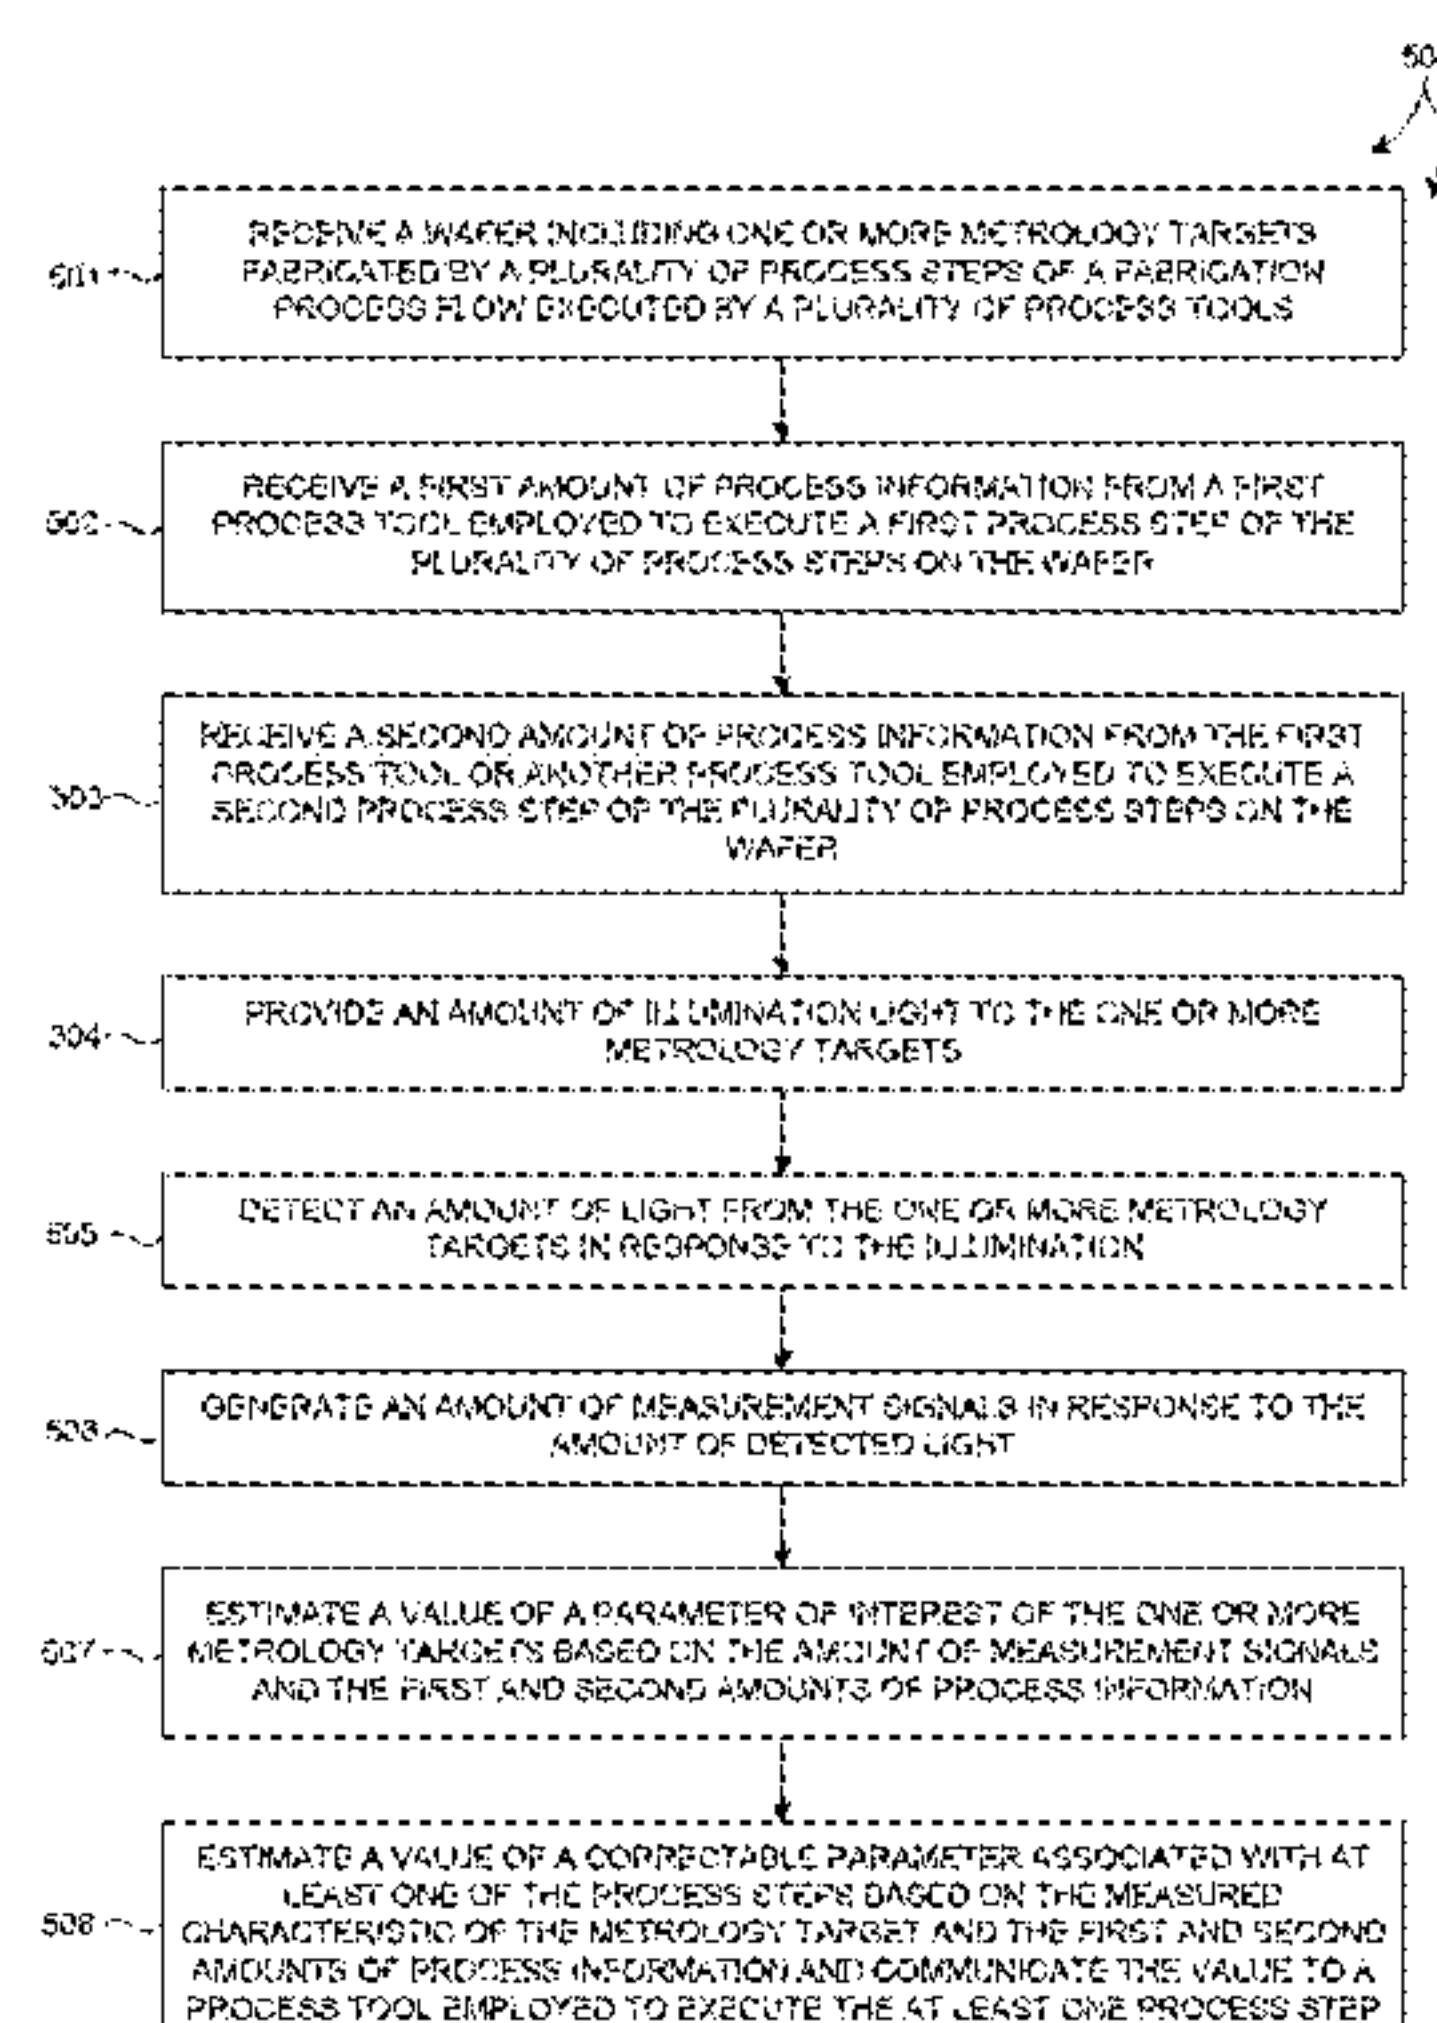 RECEIVE A WAFER INCLUDING ONE OR MORE METROLOGY TARGETS
FABRICATED BY A PLURALITY OF PROCESS STEPS OF A FABRICATION
PROCESS FLOW EXECUTED BY A PLURALITY OF PROCESS TOOLS
501
RECEIVE A FIRST AMOUNT OF PROCESS INFORMATION FROM A FIRST
PROCESS TOOL EMPLOYED TO EXECUTE A FIRST PROCESS STEP OF THE
PLURALITY OF PROCESS STEPS ON THE WAFER
502
RECEIVE A SECOND AMOUNT OF PROCESS INFORMATION FROM THE FIRST
PROCESS TOOL OR ANOTHER PROCESS TOOL EMPLOYED TO EXECUTE A
SECOND PROCESS STEP OF THE PLURALITY OF PROCESS STEPS ON THE
WAFER
503
PROVIDE AN AMOUNT OF ILLUMINATION LIGHT TO THE ONE OR MORE
METROLOGY TARGETS
504
DETECT AN AMOUNT OF LIGHT FROM THE ONE OR MORE METROLOGY
TARGETS IN RESPONSE TO THE ILLUMINATION
505
GENERATE AN AMOUNT OF MEASUREMENT SIGNALS IN RESPONSE TO THE
AMOUNT OF DETECTED LIGHT
506
ESTIMATE A VALUE OF A PARAMETER OF INTEREST OF THE ONE OR MORE
METROLOGY TARGETS BASED ON THE AMOUNT OF MEASUREMENT SIGNALS
AND THE FIRST AND SECOND AMOUNTS OF PROCESS INFORMATION
507
ESTIMATE A VALUE OF A CORRECTABLE PARAMETER ASSOCIATED WITH AT
LEAST ONE OF THE PROCESS STEPS BASED ON THE MEASURED
CHARACTERISTIC OF THE METROLOGY TARGET AND THE FIRST AND SECOND
AMOUNTS OF PROCESS INFORMATION AND COMMUNICATE THE VALUE TO A
PROCESS TOOL EMPLOYED TO EXECUTE THE AT LEAST ONE PROCESS STEP
508